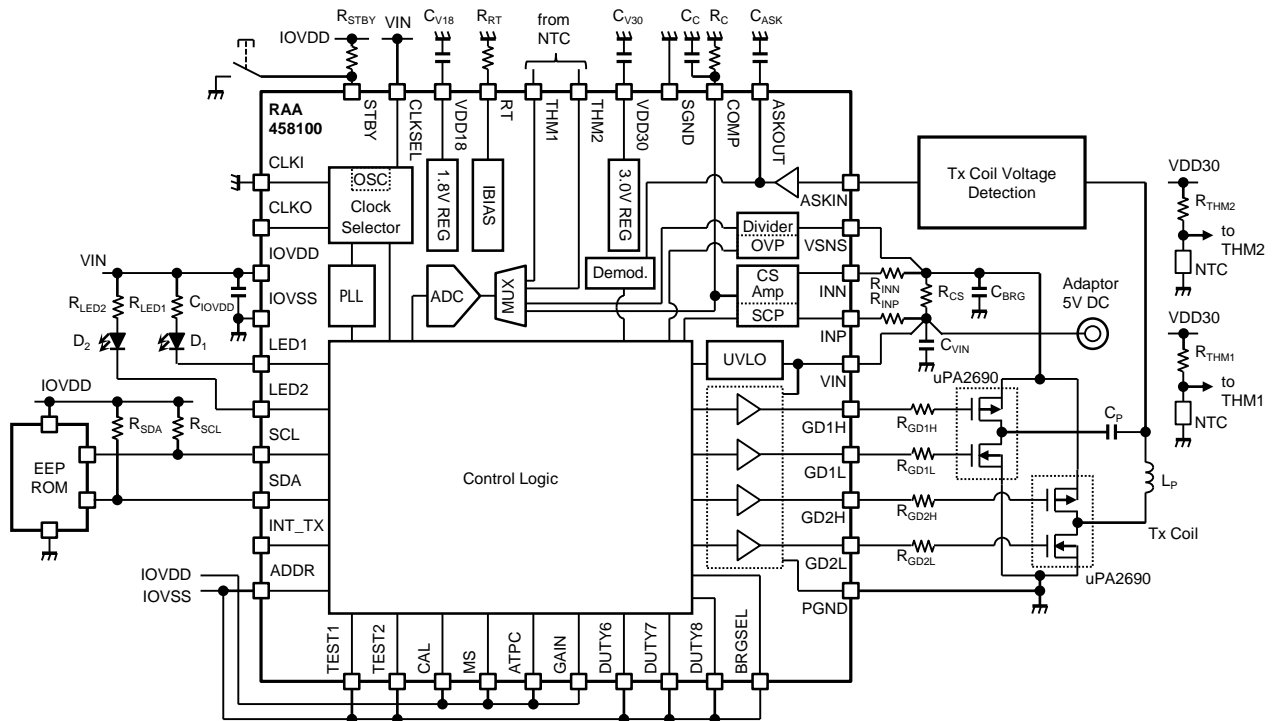 RSTBY
VIN
CV18
RRT
from
NTC
CV30
CC
RC
CASK
IOVDD
RAA
458100
STBY
CLKSEL
VDD18
RT
THM1
THM2
VDD30
SGND
COMP
ASKOUT
CLKI
CLKO
IOVDD
IOVSS
LED1
LED2
SCL
SDA
INT_TX
ADDR
OSC
Clock
Selector
PLL
1.8V REG
IBIAS
3.0V REG
ADC
MUX
Demod.
Divider
OVP
CS
Amp
SCP
UVLO
Control Logic
ASKIN
VSNS
INN
INP
VIN
GD1H
GD1L
GD2H
GD2L
PGND
TEST1
TEST2
CAL
MS
ATPC
GAIN
DUTY6
DUTY7
DUTY8
BRGSEL
VIN
RLED2
RLED1
CIOVDD
D2
D1
IOVDD
RSDA
RSCL
EEP
ROM
IOVDD
IOVSS
Tx Coil Voltage
Detection
RINN
RINP
RCS
CBRG
CVIN
Adaptor
5V DC
uPA2690
RGD1H
RGD1L
RGD2H
RGD2L
CP
LP
Tx Coil
uPA2690
VDD30
RTHM2
to
THM2
NTC
VDD30
RTHM1
to
THM1
NTC